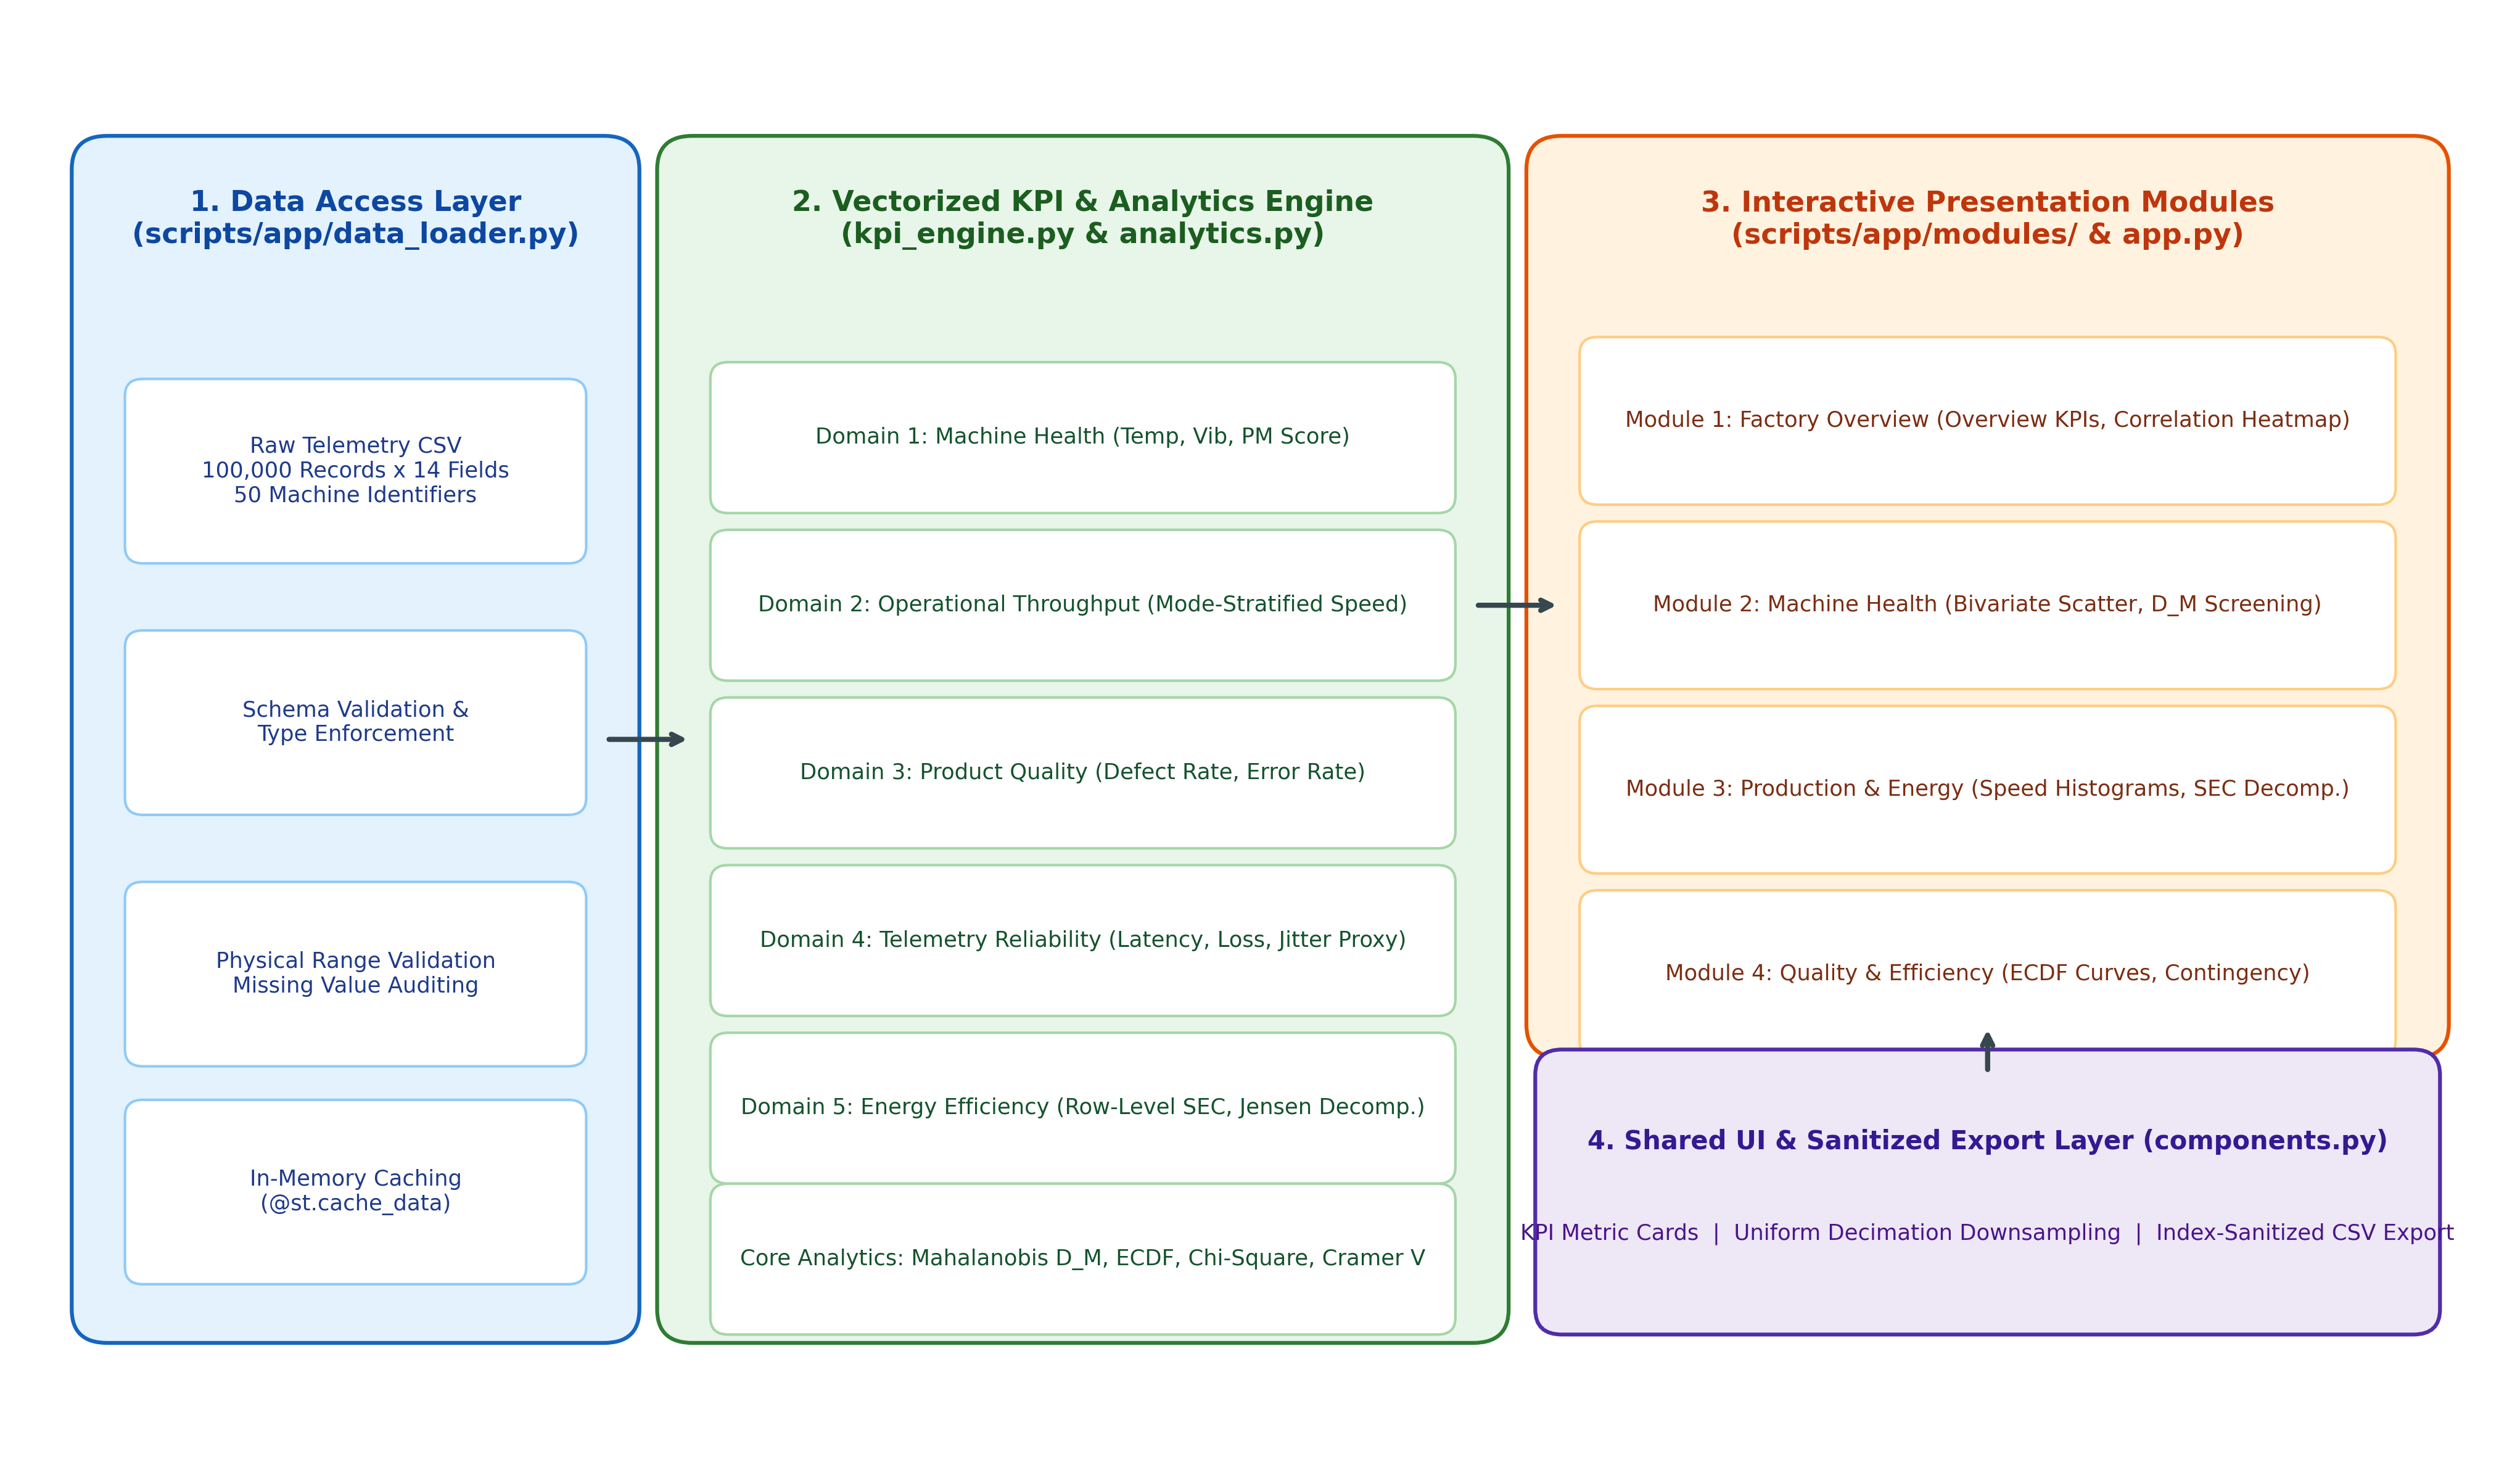 1. Data Access Layer
(scripts/app/data_loader.py)
Raw Telemetry CSV
100,000 Records x 14 Fields
50 Machine Identifiers
Schema Validation &
Type Enforcement
Physical Range Validation
Missing Value Auditing
In-Memory Caching
(@st.cache_data)
2. Vectorized KPI & Analytics Engine
(kpi_engine.py & analytics.py)
Domain 1: Machine Health (Temp, Vib, PM Score)
Domain 2: Operational Throughput (Mode-Stratified Speed)
Domain 3: Product Quality (Defect Rate, Error Rate)
Domain 4: Telemetry Reliability (Latency, Loss, Jitter Proxy)
Domain 5: Energy Efficiency (Row-Level SEC, Jensen Decomp.)
Core Analytics: Mahalanobis D_M, ECDF, Chi-Square, Cramer V
3. Interactive Presentation Modules
(scripts/app/modules/ & app.py)
Module 1: Factory Overview (Overview KPIs, Correlation Heatmap)
Module 2: Machine Health (Bivariate Scatter, D_M Screening)
Module 3: Production & Energy (Speed Histograms, SEC Decomp.)
Module 4: Quality & Efficiency (ECDF Curves, Contingency)
4. Shared UI & Sanitized Export Layer (components.py)
KPI Metric Cards | Uniform Decimation Downsampling | Index-Sanitized CSV Export